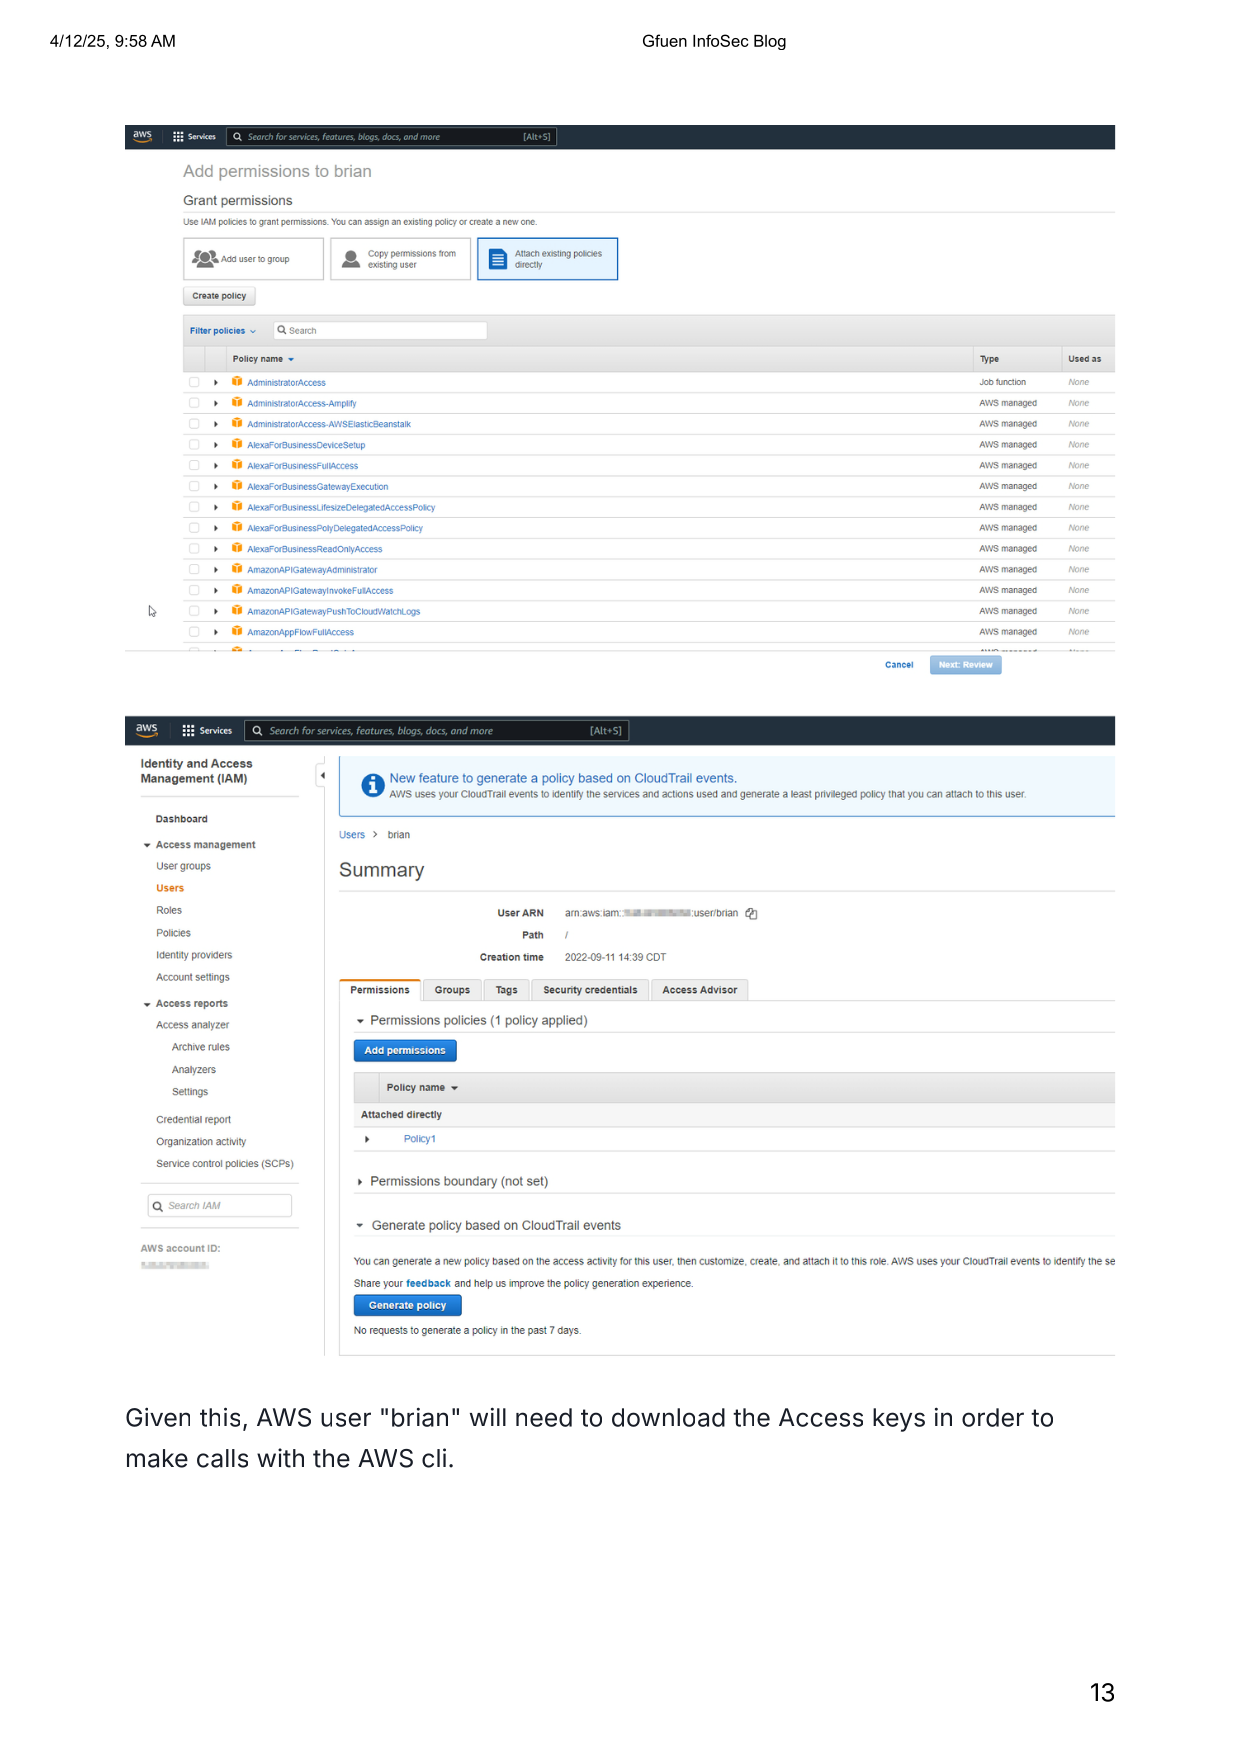 4/12/25, 9:58 AM
Gfuen InfoSec Blog
aws
Services
Search for services, features, blogs, docs, and more
[Alt+S]
Add permissions to brian
Grant permissions
Use IAM policies to grant permissions. You can assign an existing policy or create a new one.
Add user to group
Copy permissions from
existing user
Attach existing policies
directly
Create policy
Filter policies
Search
Policy name Type Used as
AdministratorAccess Job function None
AdministratorAccess-Amplify AWS managed None
AdministratorAccess-AWSElasticBeanstalk AWS managed None
AlexaForBusinessDeviceSetup AWS managed None
AlexaForBusinessFullAccess AWS managed None
AlexaForBusinessGatewayExecution AWS managed None
AlexaForBusinessLifesizeDelegatedAccessPolicy AWS managed None
AlexaForBusinessPolyDelegatedAccessPolicy AWS managed None
AlexaForBusinessReadOnlyAccess AWS managed None
AmazonAPIGatewayAdministrator AWS managed None
AmazonAPIGatewayInvokeFullAccess AWS managed None
AmazonAPIGatewayPushToCloudWatchLogs AWS managed None
AmazonAppFlowFullAccess AWS managed None
Cancel
Next: Review
aws
Services
Search for services, features, blogs, docs, and more
[Alt+S]
Identity and Access
Management (IAM)
Dashboard
Access management
User groups
Users
Roles
Policies
Identity providers
Account settings
Access reports
Access analyzer
Archive rules
Analyzers
Settings
Credential report
Organization activity
Service control policies (SCPs)
Search IAM
AWS account ID:
New feature to generate a policy based on CloudTrail events.
AWS uses your CloudTrail events to identify the services and actions used and generate a least privileged policy that you can attach to this user.
Users > brian
Summary
User ARN arn:aws:iam: :user/brian
Path /
Creation time 2022-09-11 14:39 CDT
Permissions
Groups
Tags
Security credentials
Access Advisor
Permissions policies (1 policy applied)
Add permissions
Policy name
Attached directly
Policy1
Permissions boundary (not set)
Generate policy based on CloudTrail events
You can generate a new policy based on the access activity for this user, then customize, create, and attach it to this role. AWS uses your CloudTrail events to identify the se
Share your feedback and help us improve the policy generation experience.
Generate policy
No requests to generate a policy in the past 7 days.
Given this, AWS user "brian" will need to download the Access keys in order to
make calls with the AWS cli.
13